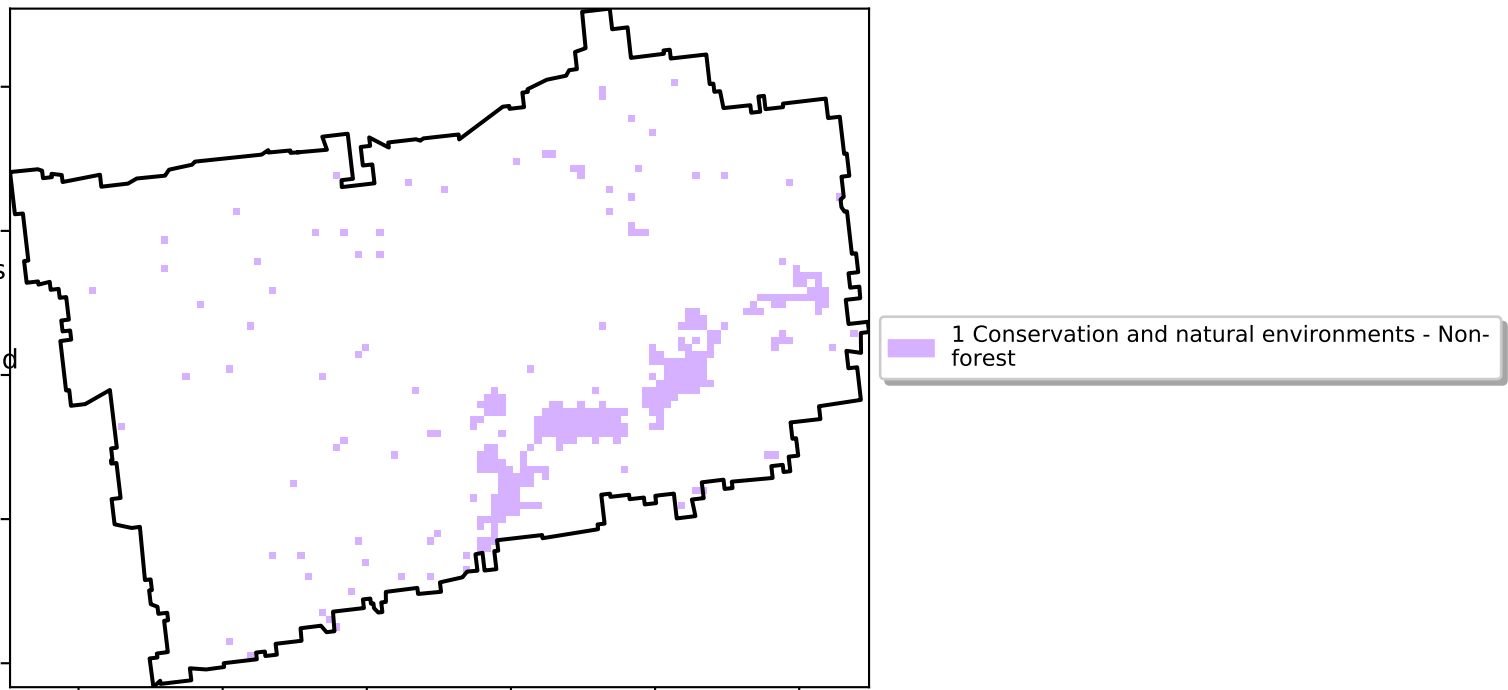 s
d
1 Conservation and natural environments - Non-
forest